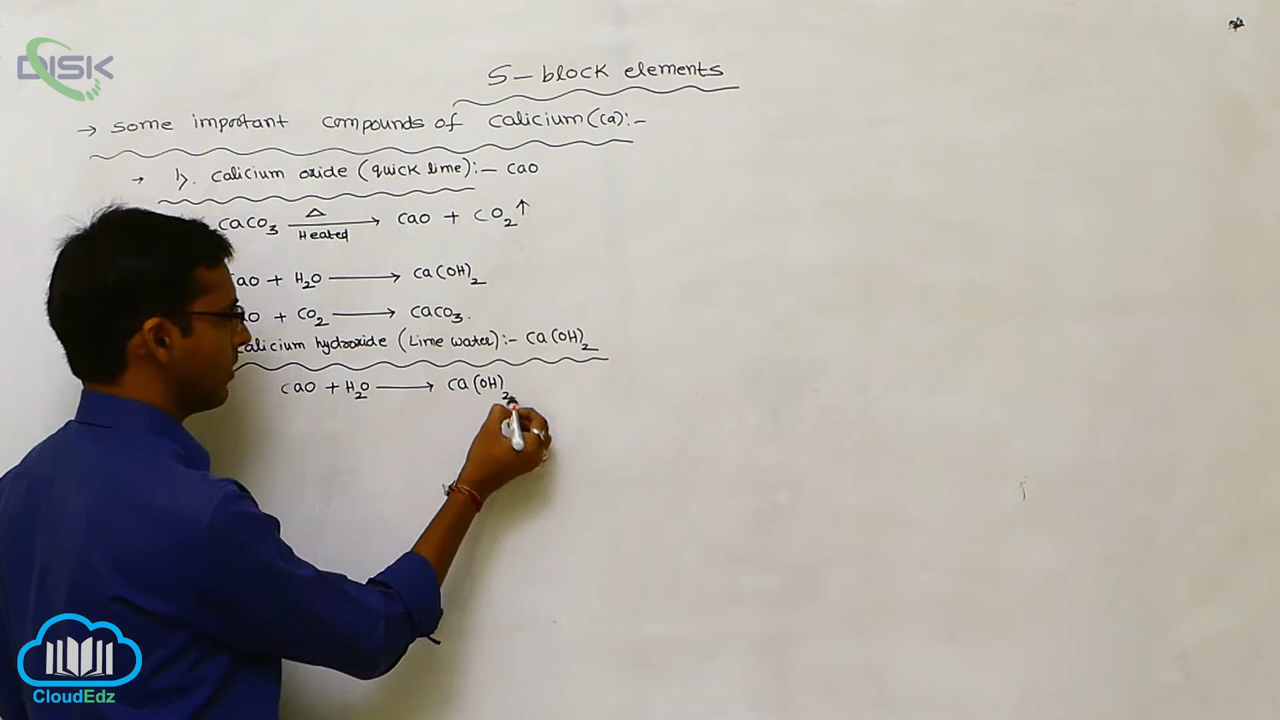 DISK
S-block elements
→ some important compounds of calicium (ca):-
→ 1). calicium oxide (quick lime):- cao
CaCO3 △ Heated → cao + CO2↑
ao + H2O → Ca(OH)2
o + CO2 → CaCO3.
calicium hydroxide (Lime water):- Ca(OH)2
cao + H2O → Ca(OH)2
CloudEdz